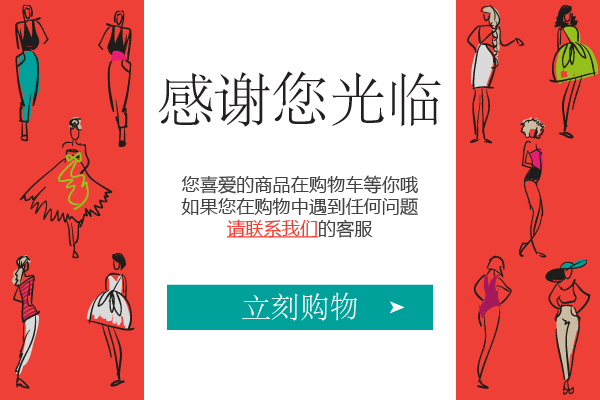 感谢您光临
您喜爱的商品在购物车等你哦
如果您在购物中遇到任何问题
请联系我们的客服
立刻购物